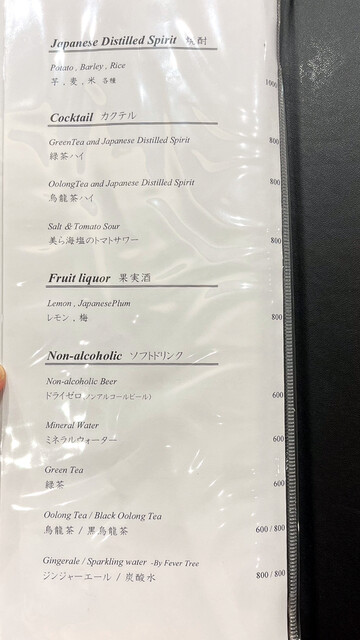 Japanese Distilled Spirit 焼酎
Potato , Barley , Rice
芋 , 麦 , 米 各種 1000
Cocktail カクテル
GreenTea and Japanese Distilled Spirit 800
緑茶ハイ
OolongTea and Japanese Distilled Spirit 800
烏龍茶ハイ
Salt & Tomato Sour
美ら海塩のトマトサワー 800
Fruit liquor 果実酒
Lemon , JapanesePlum
レモン , 梅 800
Non-alcoholic ソフトドリンク
Non-alcoholic Beer
ドライゼロ(ノンアルコールビール) 600
Mineral Water
ミネラルウォーター 600
Green Tea
緑茶 600
Oolong Tea / Black Oolong Tea
烏龍茶 / 黒烏龍茶 600 / 800
Gingerale / Sparkling water -By Fever Tree
ジンジャーエール / 炭酸水 800 / 800